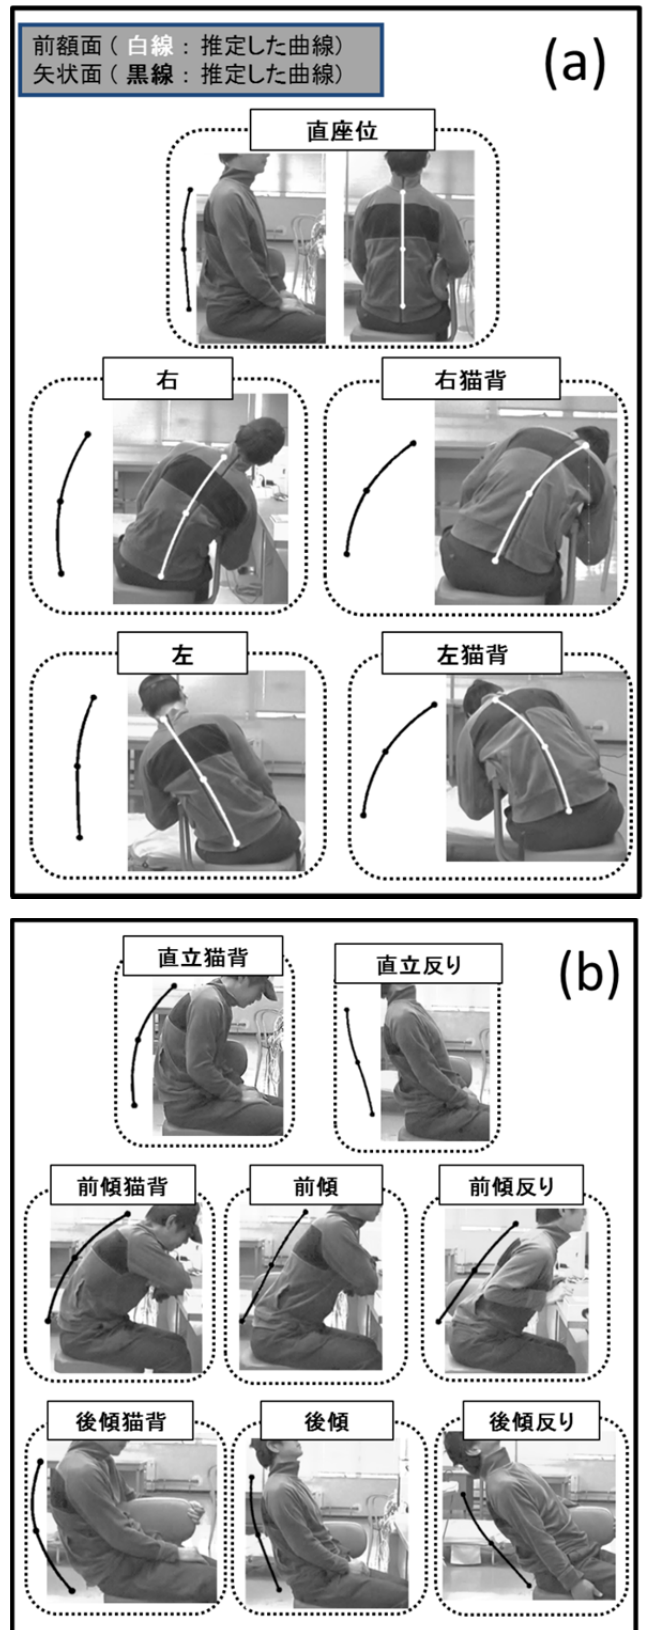 前額面 ( 白線 : 推定した曲線)
矢状面 ( 黒線 : 推定した曲線)
(a)
直座位
右
右猫背
左
左猫背
(b)
直立猫背
直立反り
前傾猫背
前傾
前傾反り
後傾猫背
後傾
後傾反り